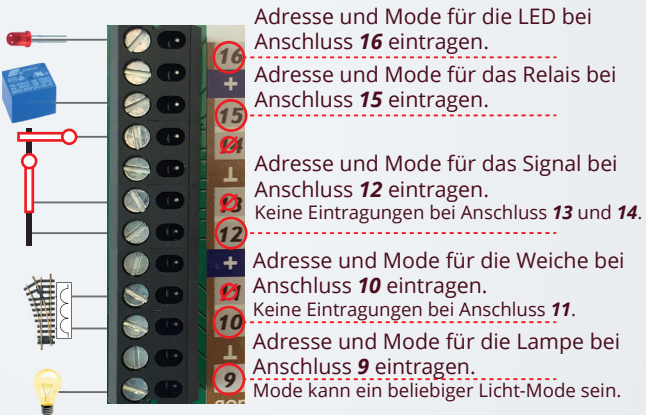 Adresse und Mode für die LED bei
Anschluss 16 eintragen.
16
+
Adresse und Mode für das Relais bei
Anschluss 15 eintragen.
15
14
⊥
Adresse und Mode für das Signal bei
Anschluss 12 eintragen.
Keine Eintragungen bei Anschluss 13 und 14.
13
12
+
Adresse und Mode für die Weiche bei
Anschluss 10 eintragen.
Keine Eintragungen bei Anschluss 11.
11
10
⊥
Adresse und Mode für die Lampe bei
Anschluss 9 eintragen.
Mode kann ein beliebiger Licht-Mode sein.
9